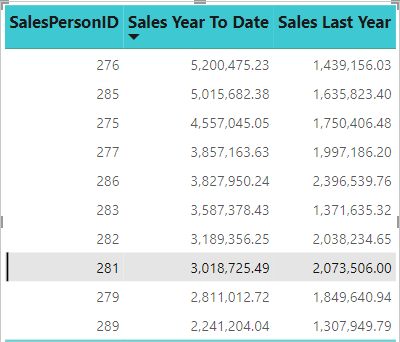 SalesPersonID Sales Year To Date Sales Last Year
276 5,200,475.23 1,439,156.03
285 5,015,682.38 1,635,823.40
275 4,557,045.05 1,750,406.48
277 3,857,163.63 1,997,186.20
286 3,827,950.24 2,396,539.76
283 3,587,378.43 1,371,635.32
282 3,189,356.25 2,038,234.65
281 3,018,725.49 2,073,506.00
279 2,811,012.72 1,849,640.94
289 2,241,204.04 1,307,949.79